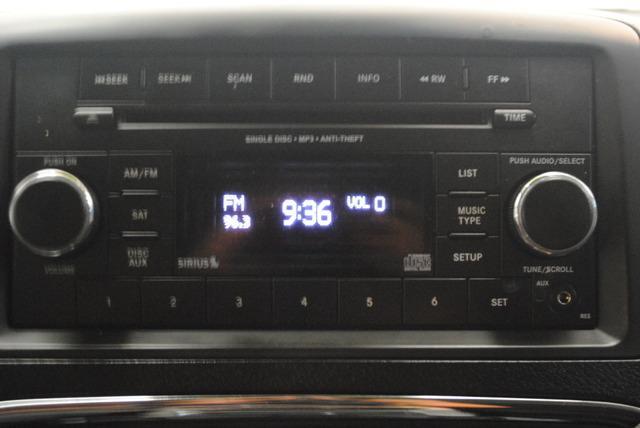 ⏮SEEK SEEK⏭ SCAN RND INFO ◀◀ RW FF ▶▶
TIME
SINGLE DISC • MP3 • ANTI-THEFT
PUSH ON
VOLUME
AM/FM
SAT
DISC
AUX
FM
96.3
9:36
VOL 0
SIRIUS
LIST
MUSIC
TYPE
SETUP
PUSH AUDIO/SELECT
TUNE/SCROLL
1 2 3 4 5 6 SET
AUX
RES